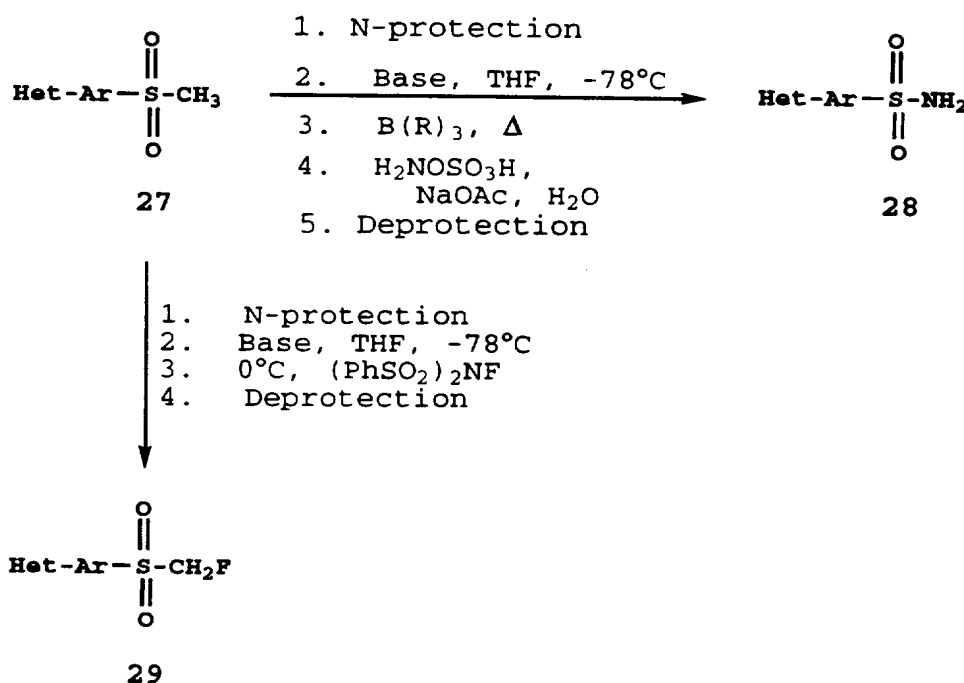 1. N-protection
2. Base, THF, -78°C
3. B(R)₃, Δ
4. H₂NOSO₃H,
NaOAc, H₂O
5. Deprotection
O
Het-Ar-S-CH₃
O
27
O
Het-Ar-S-NH₂
O
28
1. N-protection
2. Base, THF, -78°C
3. 0°C, (PhSO₂)₂NF
4. Deprotection
O
Het-Ar-S-CH₂F
O
29